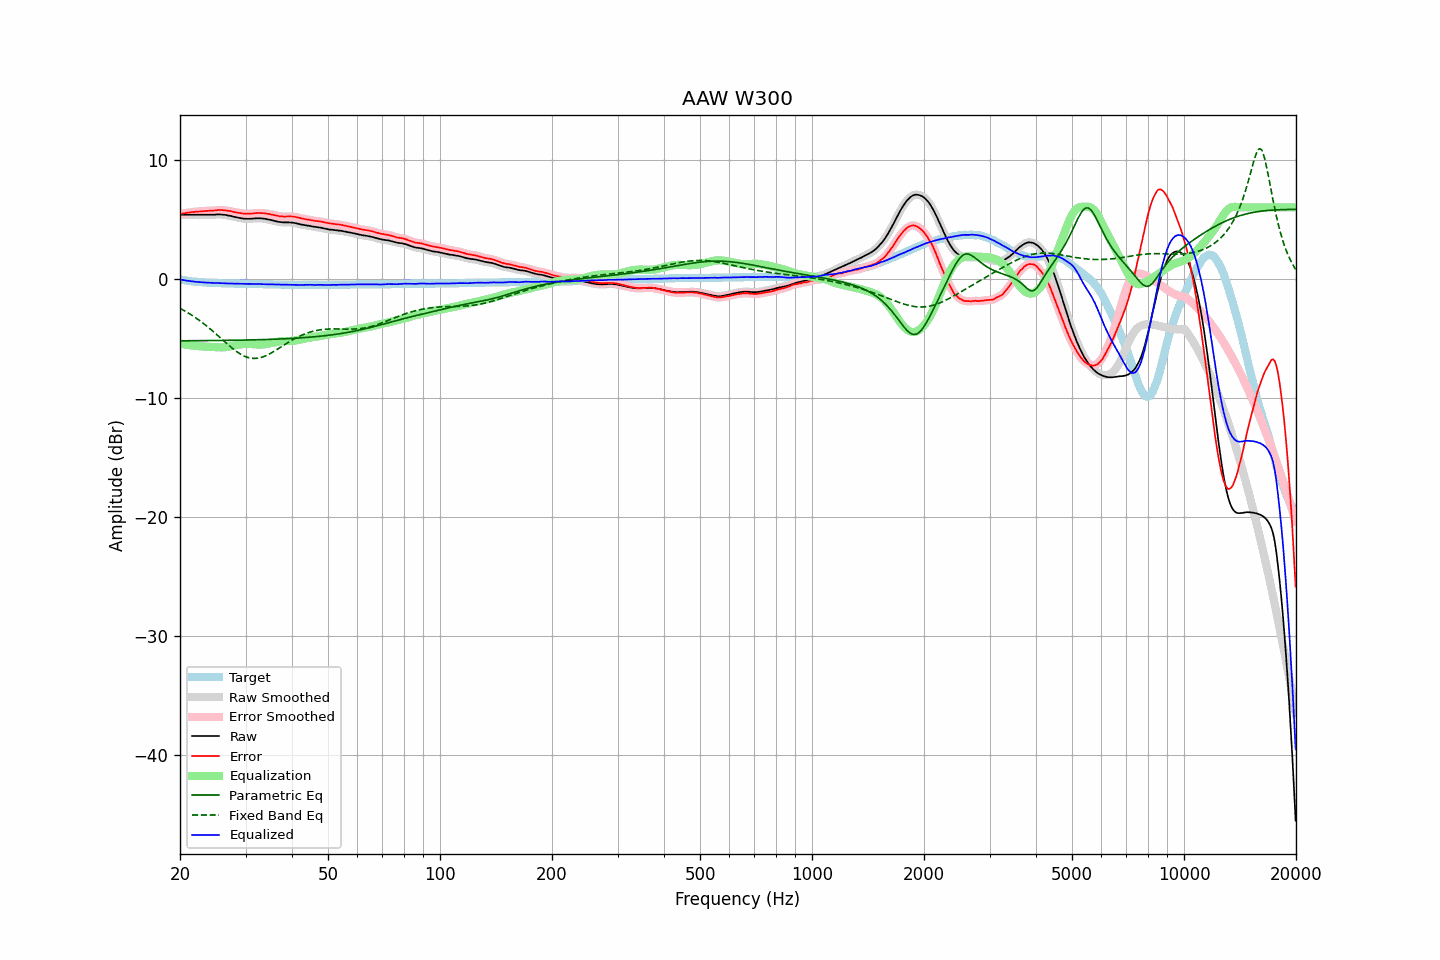 AAW W300
Amplitude (dBr)
10
0
−10
−20
−30
−40
Target
Raw Smoothed
Error Smoothed
Raw
Error
Equalization
Parametric Eq
Fixed Band Eq
Equalized
20 50 100 200 500 1000 2000 5000 10000 20000
Frequency (Hz)